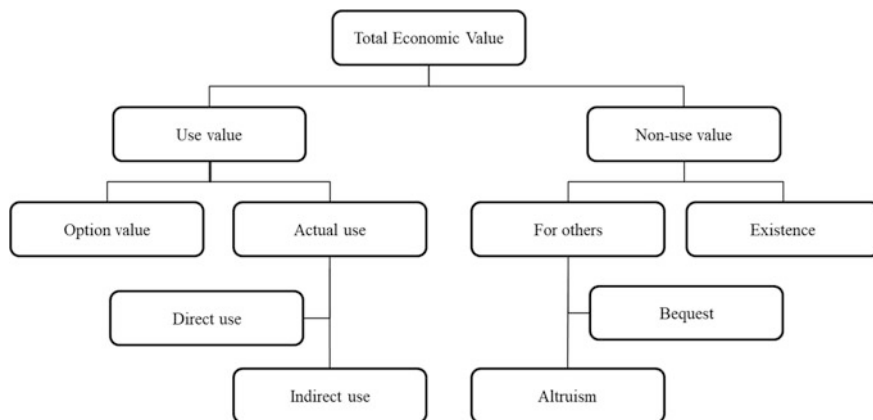 Total Economic Value
Use value
Non-use value
Option value
Actual use
For others
Existence
Direct use
Bequest
Indirect use
Altruism